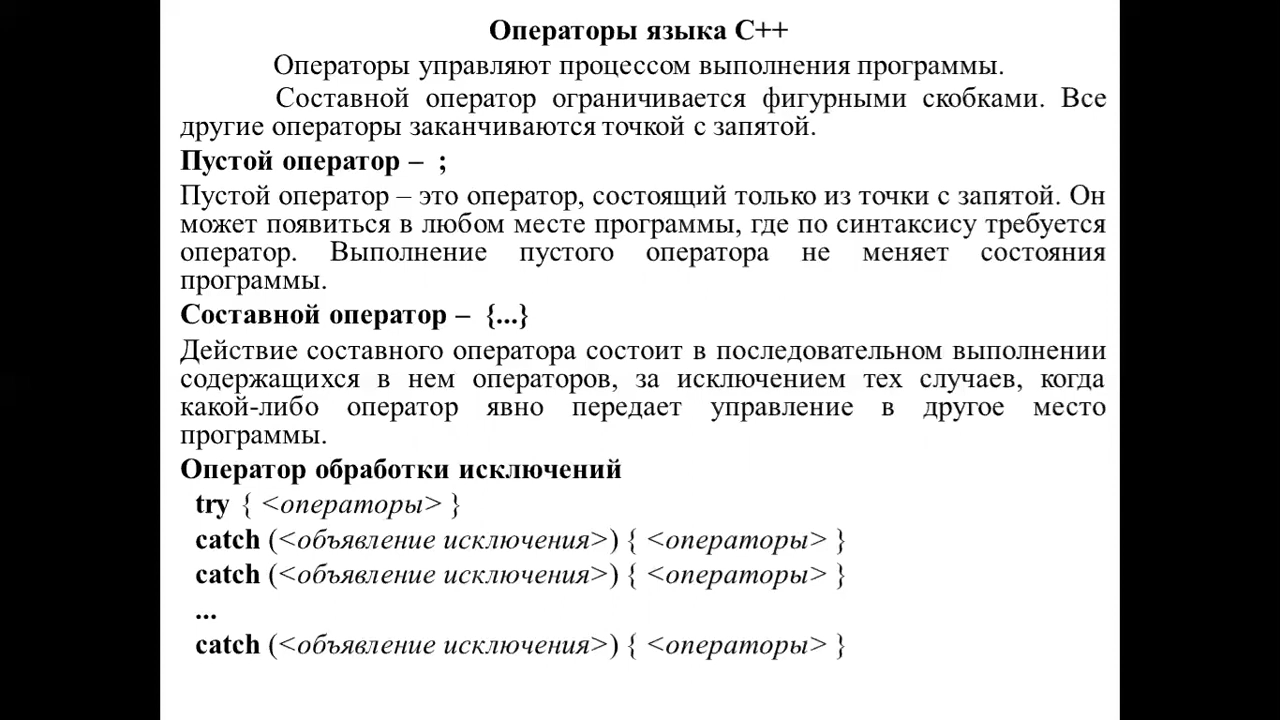 Операторы языка C++
Операторы управляют процессом выполнения программы.
Составной оператор ограничивается фигурными скобками. Все
другие операторы заканчиваются точкой с запятой.
Пустой оператор – ;
Пустой оператор – это оператор, состоящий только из точки с запятой. Он
может появиться в любом месте программы, где по синтаксису требуется
оператор. Выполнение пустого оператора не меняет состояния
программы.
Составной оператор – {...}
Действие составного оператора состоит в последовательном выполнении
содержащихся в нем операторов, за исключением тех случаев, когда
какой-либо оператор явно передает управление в другое место
программы.
Оператор обработки исключений
try { <операторы> }
catch (<объявление исключения>) { <операторы> }
catch (<объявление исключения>) { <операторы> }
...
catch (<объявление исключения>) { <операторы> }